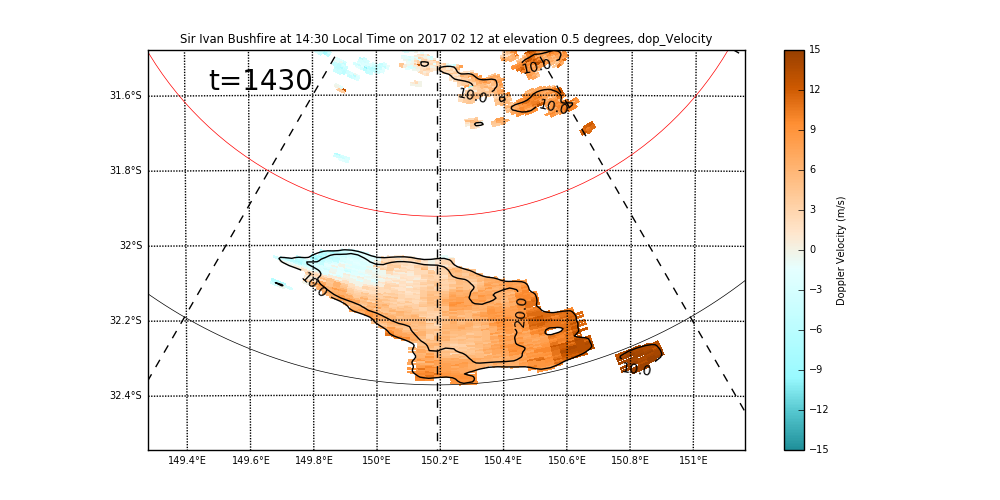 Sir Ivan Bushfire at 14:30 Local Time on 2017 02 12 at elevation 0.5 degrees, dop_Velocity
t=1430
10.0
10.0
10.0
10.0
20.0
31.6°S
31.8°S
32°S
32.2°S
32.4°S
149.4°E 149.6°E 149.8°E 150°E 150.2°E 150.4°E 150.6°E 150.8°E 151°E
15
12
9
6
3
0
−3
−6
−9
−12
−15
Doppler Velocity (m/s)